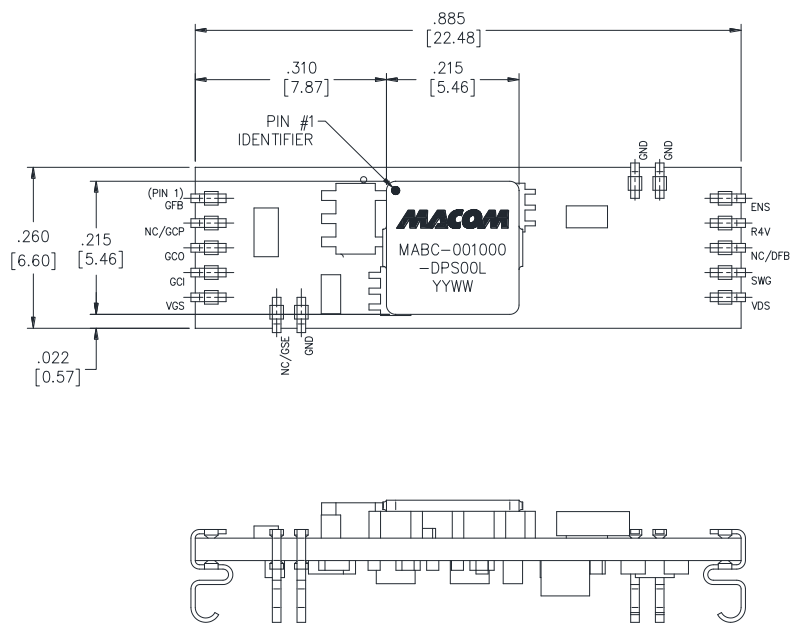 .885
[22.48]
.310
[7.87]
.215
[5.46]
PIN #1
IDENTIFIER
GND
GND
(PIN 1)
GFB
NC/GCP
GCO
GCI
VGS
ENS
R4V
NC/DFB
SWG
VDS
MACOM
MABC-001000
-DPS00L
YYWW
.260
[6.60]
.215
[5.46]
.022
[0.57]
NC/GSE
GND